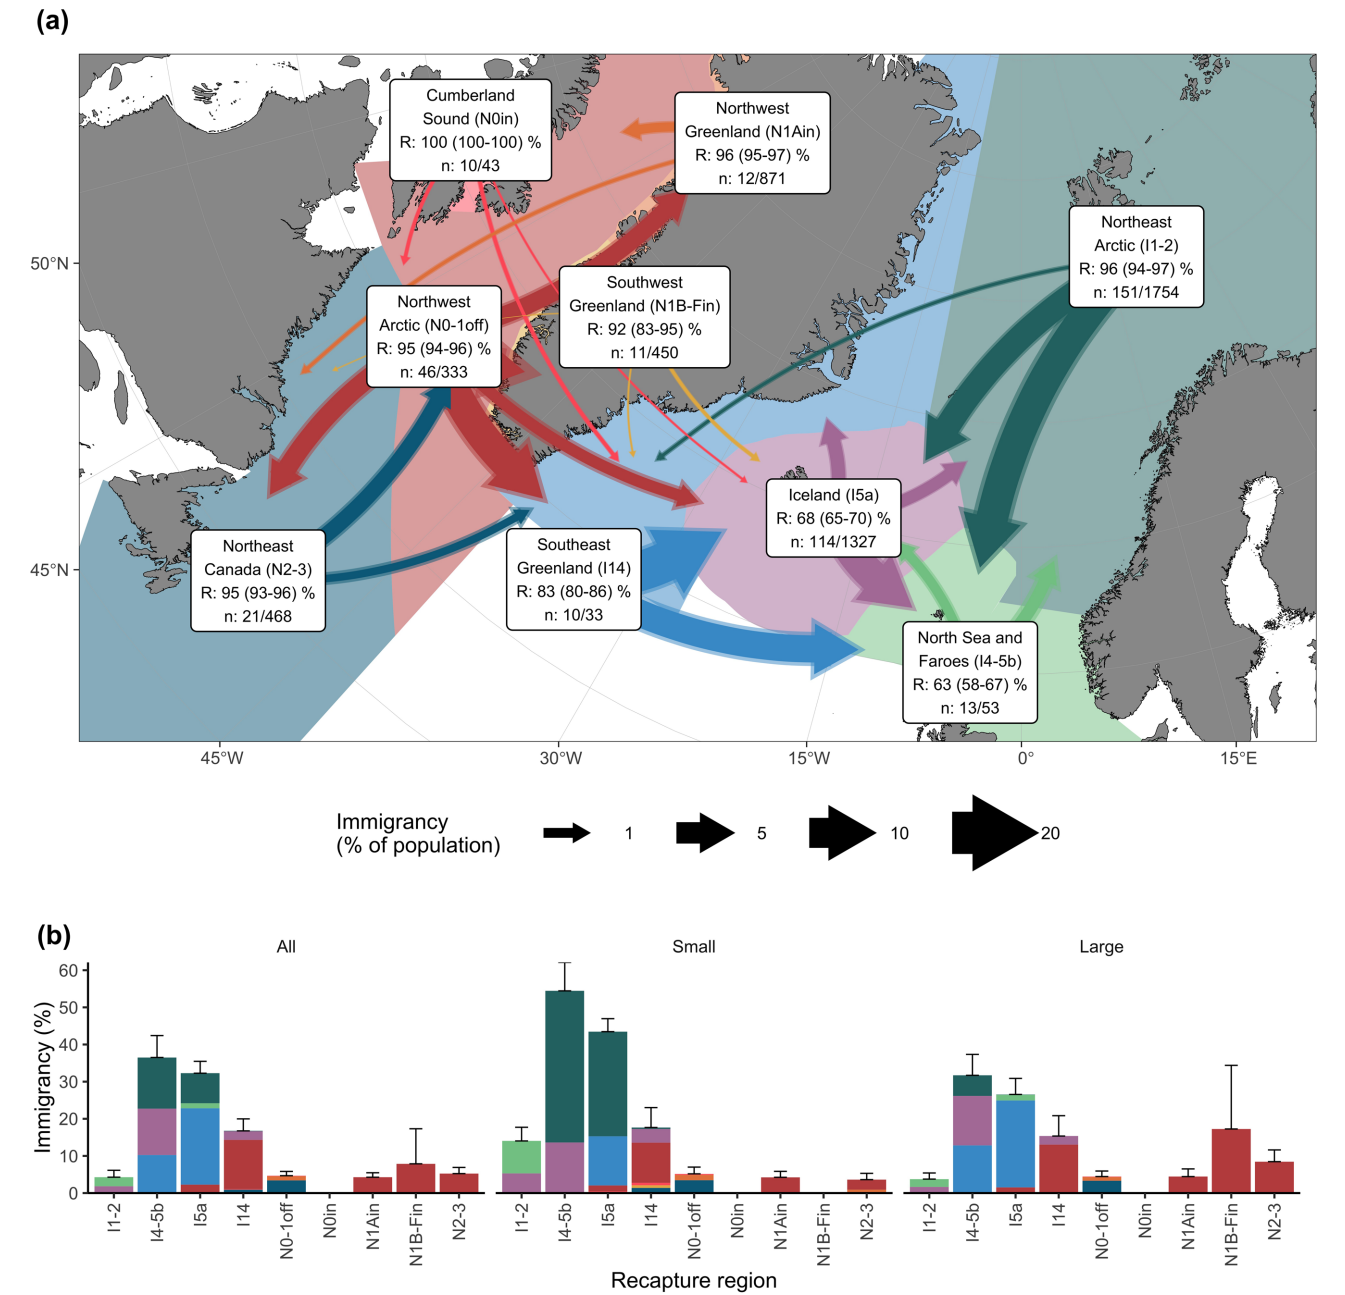 (a)
Cumberland
Sound (N0in)
R: 100 (100-100) %
n: 10/43
Northwest
Greenland (N1Ain)
R: 96 (95-97) %
n: 12/871
Northeast
Arctic (I1-2)
R: 96 (94-97) %
n: 151/1754
Southwest
Greenland (N1B-Fin)
R: 92 (83-95) %
n: 11/450
Northwest
Arctic (N0-1off)
R: 95 (94-96) %
n: 46/333
Iceland (I5a)
R: 68 (65-70) %
n: 114/1327
Northeast
Canada (N2-3)
R: 95 (93-96) %
n: 21/468
Southeast
Greenland (I14)
R: 83 (80-86) %
n: 10/33
North Sea and
Faroes (I4-5b)
R: 63 (58-67) %
n: 13/53
50°N
45°N
45°W 30°W 15°W 0° 15°E
Immigrancy
(% of population)
1 5 10 20
(b)
All Small Large
Immigrancy (%)
60
50
40
30
20
10
0
I1-2 I4-5b I5a I14 N0-1off N0in N1Ain N1B-Fin N2-3
I1-2 I4-5b I5a I14 N0-1off N0in N1Ain N1B-Fin N2-3
I1-2 I4-5b I5a I14 N0-1off N0in N1Ain N1B-Fin N2-3
Recapture region